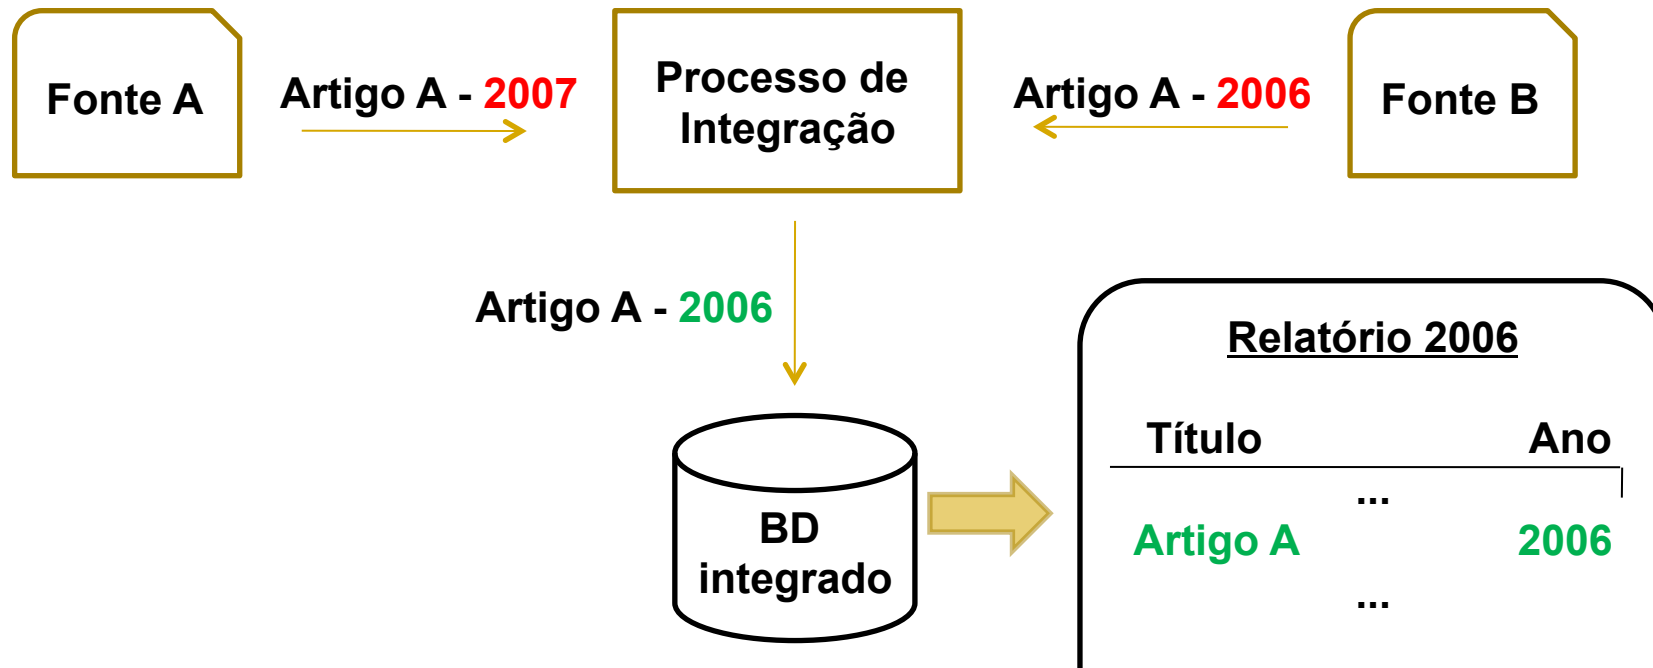 Fonte A
Artigo A - 2007
Processo de
Integração
Artigo A - 2006
Fonte B
Artigo A - 2006
BD
integrado
Relatório 2006
Título Ano
...
Artigo A 2006
...